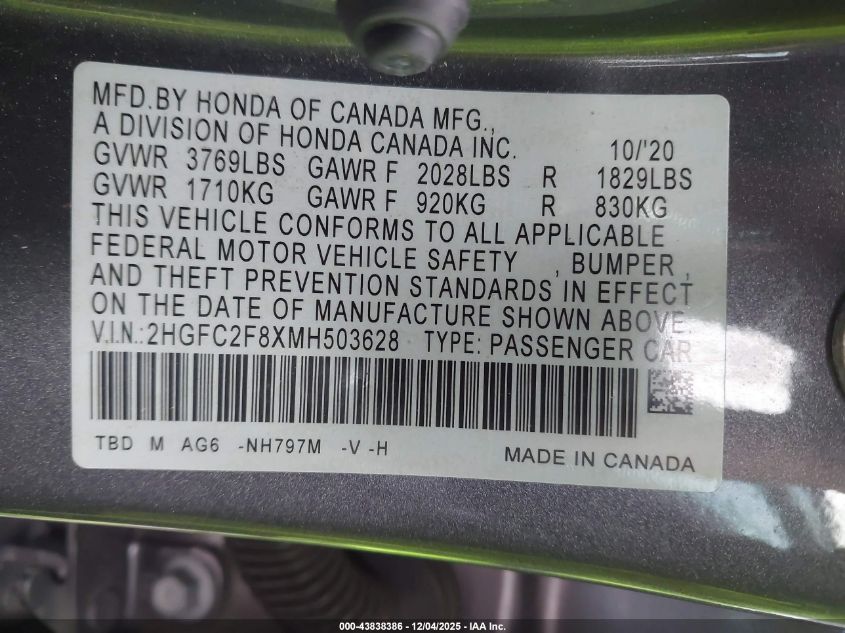 MFD.BY HONDA OF CANADA MFG.,
A DIVISION OF HONDA CANADA INC. 10/'20
GVWR 3769LBS GAWR F 2028LBS R 1829LBS
GVWR 1710KG GAWR F 920KG R 830KG
THIS VEHICLE CONFORMS TO ALL APPLICABLE
FEDERAL MOTOR VEHICLE SAFETY , BUMPER ,
AND THEFT PREVENTION STANDARDS IN EFFECT
ON THE DATE OF MANUFACTURE SHOWN ABOVE.
V.I.N.:2HGFC2F8XMH503628 TYPE: PASSENGER CAR
TBD M AG6 -NH797M -V -H MADE IN CANADA
000-43838386 - 12/04/2025 - IAA Inc.